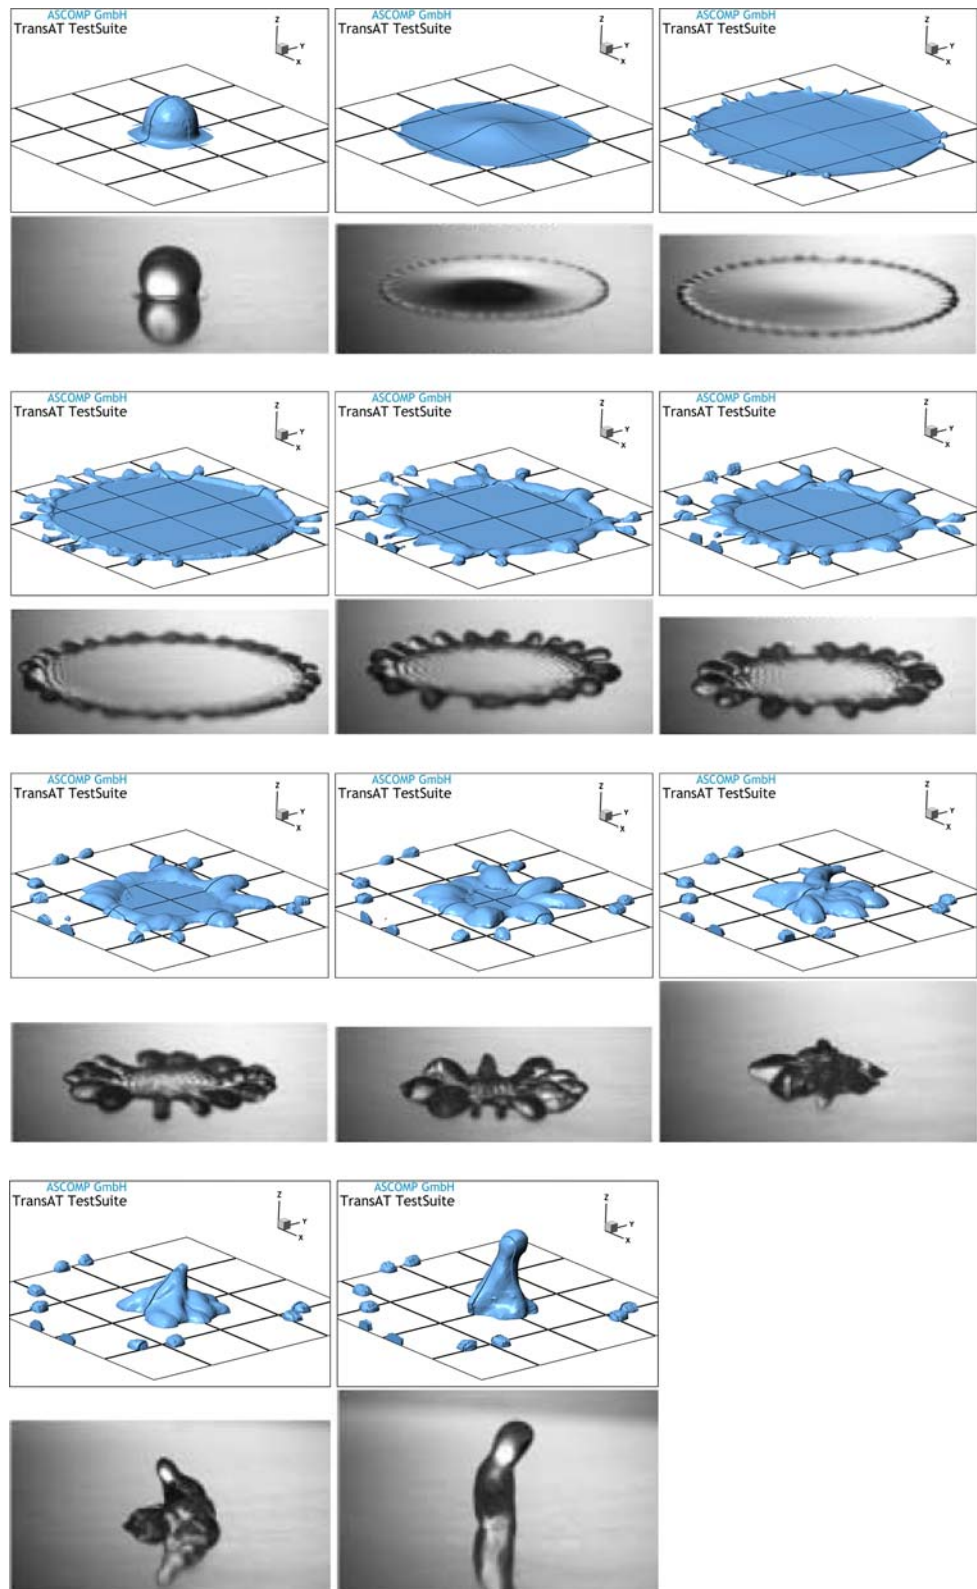 ASCOMP GmbH
TransAT TestSuite
Z
Y
X
ASCOMP GmbH
TransAT TestSuite
Z
Y
X
ASCOMP GmbH
TransAT TestSuite
Z
Y
X
ASCOMP GmbH
TransAT TestSuite
Z
Y
X
ASCOMP GmbH
TransAT TestSuite
Z
Y
X
ASCOMP GmbH
TransAT TestSuite
Z
Y
X
ASCOMP GmbH
TransAT TestSuite
Z
Y
X
ASCOMP GmbH
TransAT TestSuite
Z
Y
X
ASCOMP GmbH
TransAT TestSuite
Z
Y
X
ASCOMP GmbH
TransAT TestSuite
Z
Y
X
ASCOMP GmbH
TransAT TestSuite
Z
Y
X